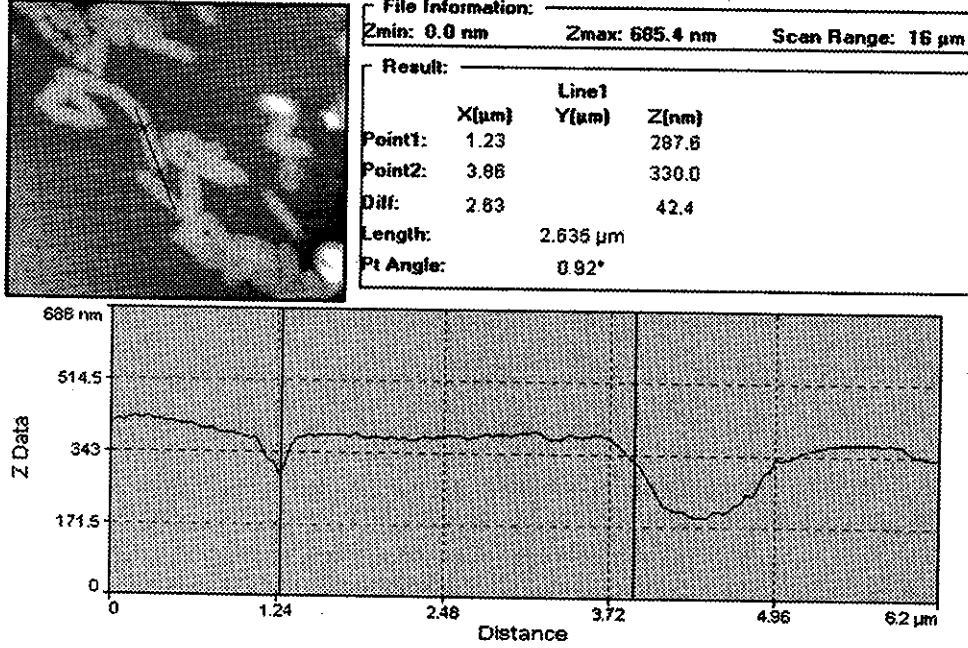 File Information:
Zmin: 0.0 nm Zmax: 685.4 nm Scan Range: 16 µm
Result:
Line1
X(µm) Y(µm) Z(nm)
Point1: 1.23 287.6
Point2: 3.86 330.0
Diff: 2.63 42.4
Length: 2.635 µm
Pt Angle: 0.92°
688 nm
514.5
343
171.5
0
Z Data
0 1.24 2.48 3.72 4.96 6.2 µm
Distance